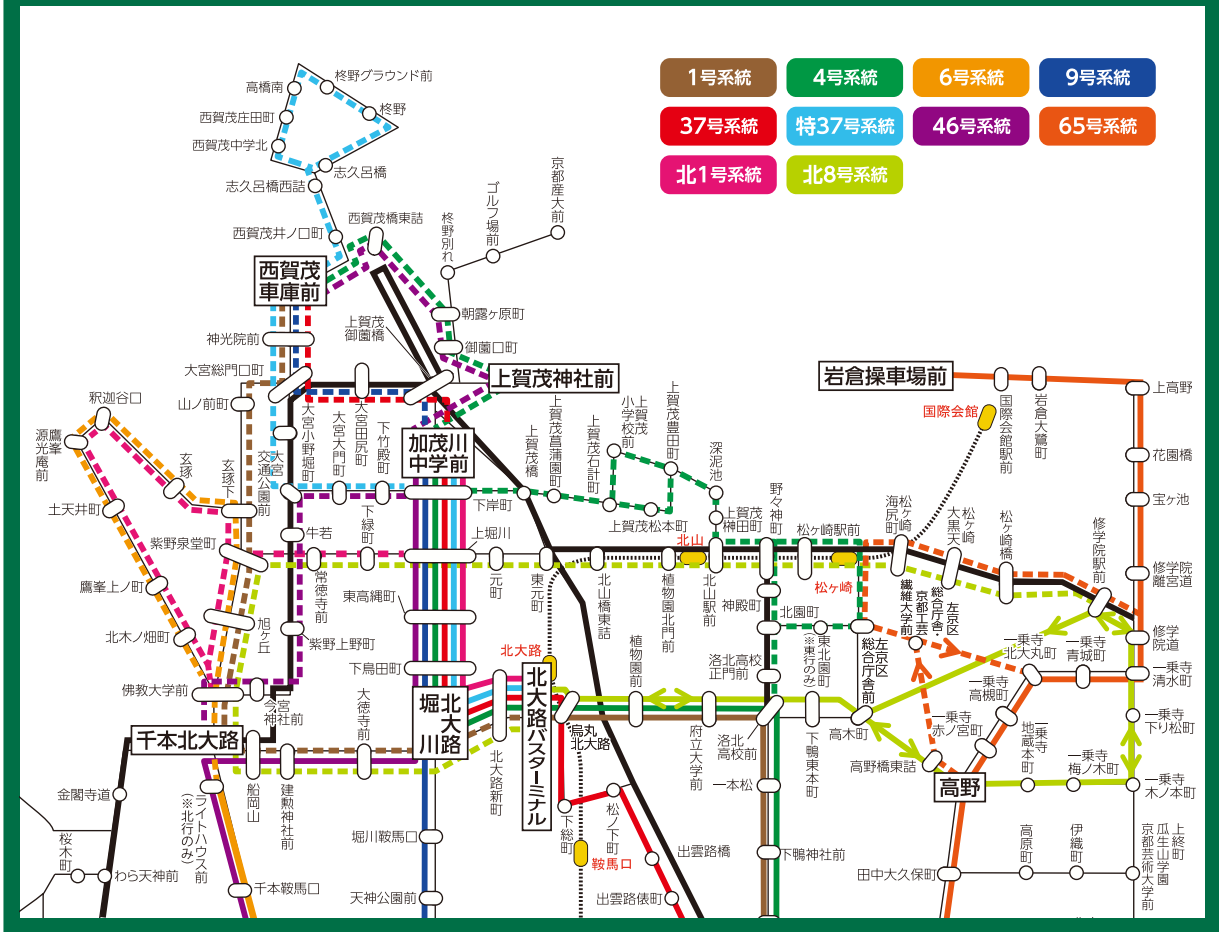 1号系統
4号系統
6号系統
9号系統
37号系統
特37号系統
46号系統
65号系統
北1号系統
北8号系統
柊野グラウンド前
高橋南
柊野
西賀茂庄田町
西賀茂中学北
志久呂橋
志久呂橋西詰
西賀茂橋東詰
西賀茂井ノ口町
京都産大前
ゴルフ場前
柊野別れ
西賀茂
車庫前
朝露ヶ原町
上賀茂
御薗橋
御薗口町
神光院前
大宮総門口町
上賀茂神社前
岩倉操車場前
国際会館
国際会館駅前
岩倉大鷺町
上高野
花園橋
宝ヶ池
修学院
離宮道
修学院駅前
修学
院道
釈迦谷口
山ノ前町
源光庵前
鷹峯
玄琢
玄琢下
大宮
交通公園前
大宮小野堀町
大宮大門町
大宮田尻町
下竹殿町
加茂川
中学前
上賀茂橋
上賀茂菖蒲園町
上賀茂石計町
上賀茂
小学校前
上賀茂豊田町
深泥池
上賀茂松本町
上賀茂
榊田町
野々神町
松ヶ崎駅前
松ヶ崎
海尻町
松ヶ崎
大黒天
松ヶ崎橋
土天井町
下岸町
牛若
下緑町
上堀川
紫野泉堂町
元町
東元町
北山
北山橋東詰
植物園北門前
北山駅前
松ヶ崎
鷹峯上ノ町
常徳寺前
東高縄町
神殿町
北園町
東北園町
(※東行のみ)
左京区
総合庁舎前
京都工芸
繊維大学前
左京区
総合庁舎・
北木ノ畑町
旭ヶ丘
紫野上野町
下鳥田町
北大路
植物園前
洛北高校
正門前
一乗寺
北大丸町
一乗寺
青城町
一乗寺
清水町
佛教大学前
今宮
神社前
大徳寺前
北大路
堀川
北大路バスターミナル
烏丸
北大路
府立大学前
洛北
高校前
下鴨東本町
高木町
高野橋東詰
一乗寺
高槻町
一乗寺
赤ノ宮町
一乗寺
地蔵本町
一乗寺
梅ノ木町
一乗寺
下り松町
一乗寺
木ノ本町
千本北大路
船岡山
建勲神社前
北大路新町
一本松
高野
金閣寺道
ライトハウス前
(※北行のみ)
下総町
松ノ下町
堀川鞍馬口
鞍馬口
出雲路橋
下鴨神社前
高原町
伊織町
上終町
瓜生山学園
京都芸術大学前
桜木町
わら天神前
千本鞍馬口
天神公園前
出雲路俵町
田中大久保町